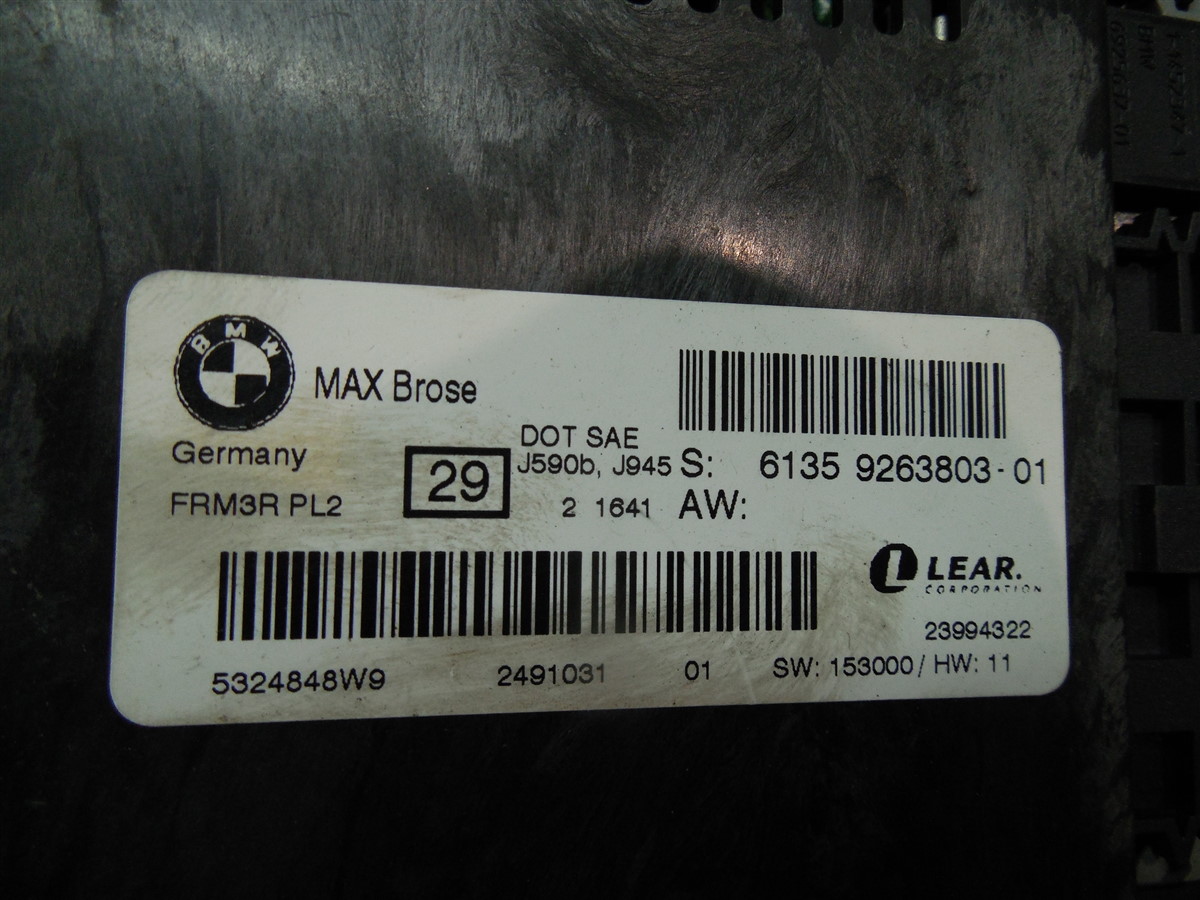 BMW
MAX Brose
Germany
DOT SAE
J590b, J945
S: 6135 9263803-01
29
FRM3R PL2
2 1641
AW:
LEAR.
CORPORATION
23994322
5324848W9 2491031 01 SW: 153000 / HW: 11
BMW